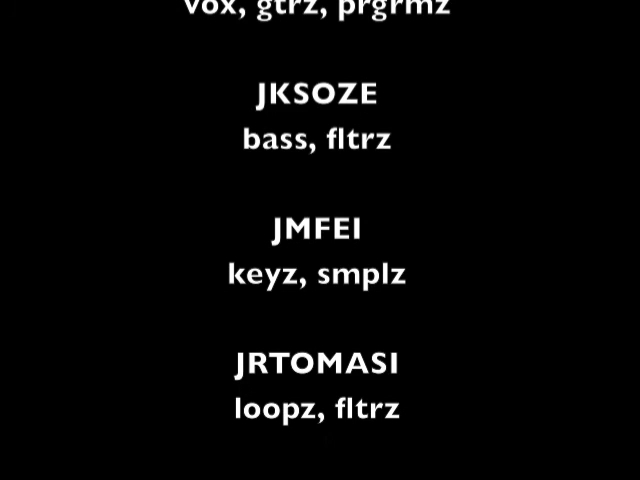 vox, gtrz, prgrmz
JKSOZE
bass, fltrz
JMFEI
keyz, smplz
JRTOMASI
loopz, fltrz